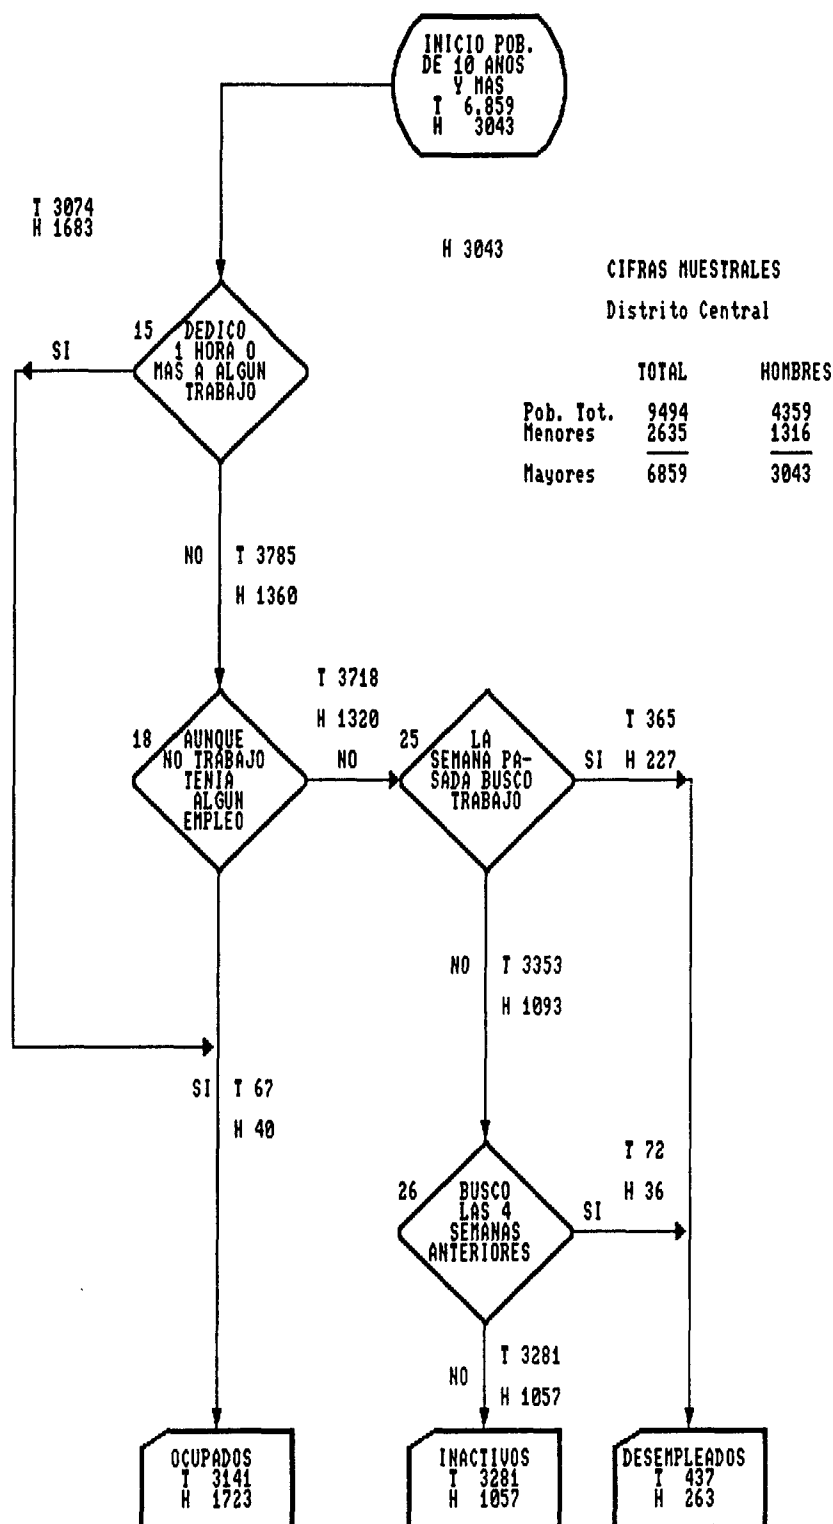 INICIO POB.
DE 10 ANOS
Y MAS
T 6.859
H 3043
T 3074
H 1683
H 3043
CIFRAS MUESTRALES
Distrito Central
TOTAL HOMBRES
Pob. Tot. 9494 4359
Menores 2635 1316
Mayores 6859 3043
15 DEDICO
1 HORA O
MAS A ALGUN
TRABAJO
SI
NO T 3785
H 1360
T 3718
H 1320
NO
18 AUNQUE
NO TRABAJO
TENIA
ALGUN
EMPLEO
25 LA
SEMANA PA-
SADA BUSCO
TRABAJO
T 365
SI H 227
NO T 3353
H 1093
SI T 67
H 40
26 BUSCO
LAS 4
SEMANAS
ANTERIORES
T 72
H 36
SI
T 3281
NO
H 1057
OCUPADOS
T 3141
H 1723
INACTIVOS
T 3281
H 1057
DESEMPLEADOS
T 437
H 263